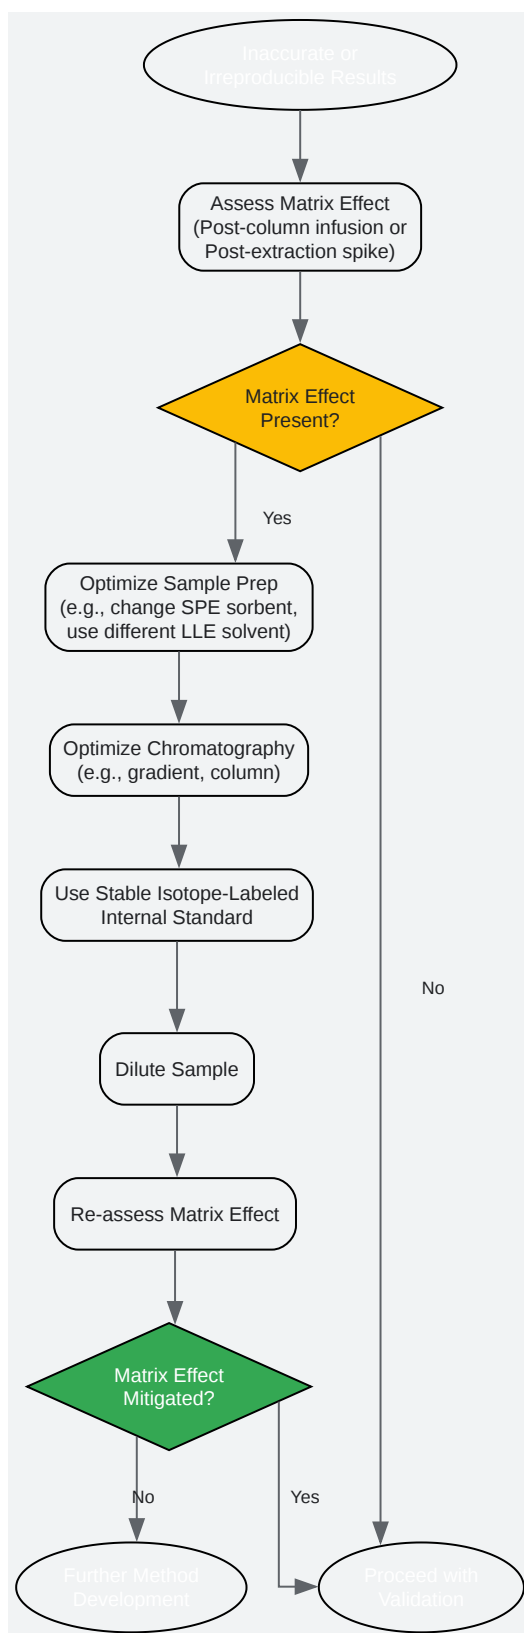 Inaccurate or
Irreproducible Results
Assess Matrix Effect
(Post-column infusion or
Post-extraction spike)
Matrix Effect
Present?
Yes
Optimize Sample Prep
(e.g., change SPE sorbent,
use different LLE solvent)
Optimize Chromatography
(e.g., gradient, column)
Use Stable Isotope-Labeled
Internal Standard
No
Dilute Sample
Re-assess Matrix Effect
Matrix Effect
Mitigated?
No
Yes
Further Method
Development
Proceed with
Validation